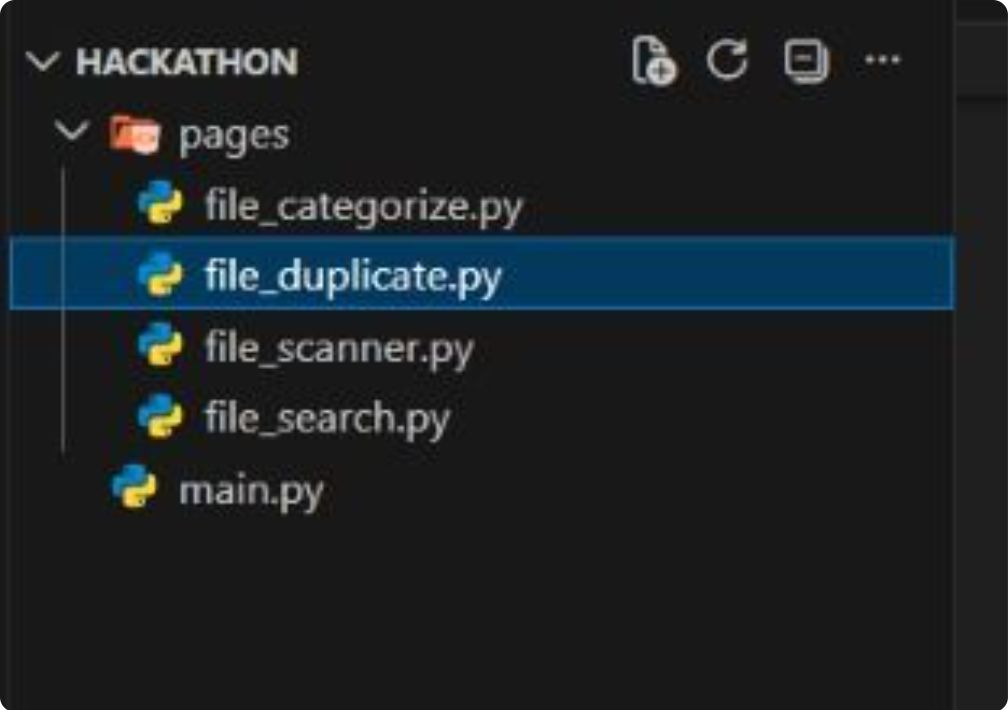 HACKATHON
pages
file_categorize.py
file_duplicate.py
file_scanner.py
file_search.py
main.py